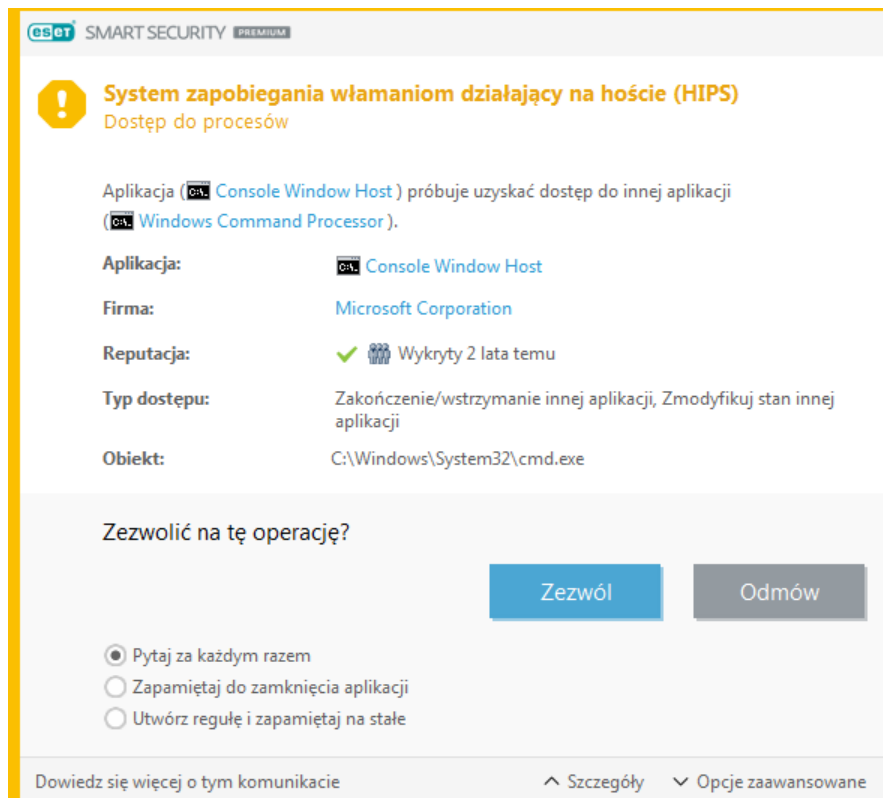 eset SMART SECURITY PREMIUM
System zapobiegania włamaniom działający na hoście (HIPS)
Dostęp do procesów
Aplikacja ( Console Window Host ) próbuje uzyskać dostęp do innej aplikacji
( Windows Command Processor ).
Aplikacja: Console Window Host
Firma: Microsoft Corporation
Reputacja: Wykryty 2 lata temu
Typ dostępu: Zakończenie/wstrzymanie innej aplikacji, Zmodyfikuj stan innej
aplikacji
Obiekt: C:\Windows\System32\cmd.exe
Zezwolić na tę operację?
Zezwól Odmów
Pytaj za każdym razem
Zapamiętaj do zamknięcia aplikacji
Utwórz regułę i zapamiętaj na stałe
Dowiedz się więcej o tym komunikacie Szczegóły Opcje zaawansowane